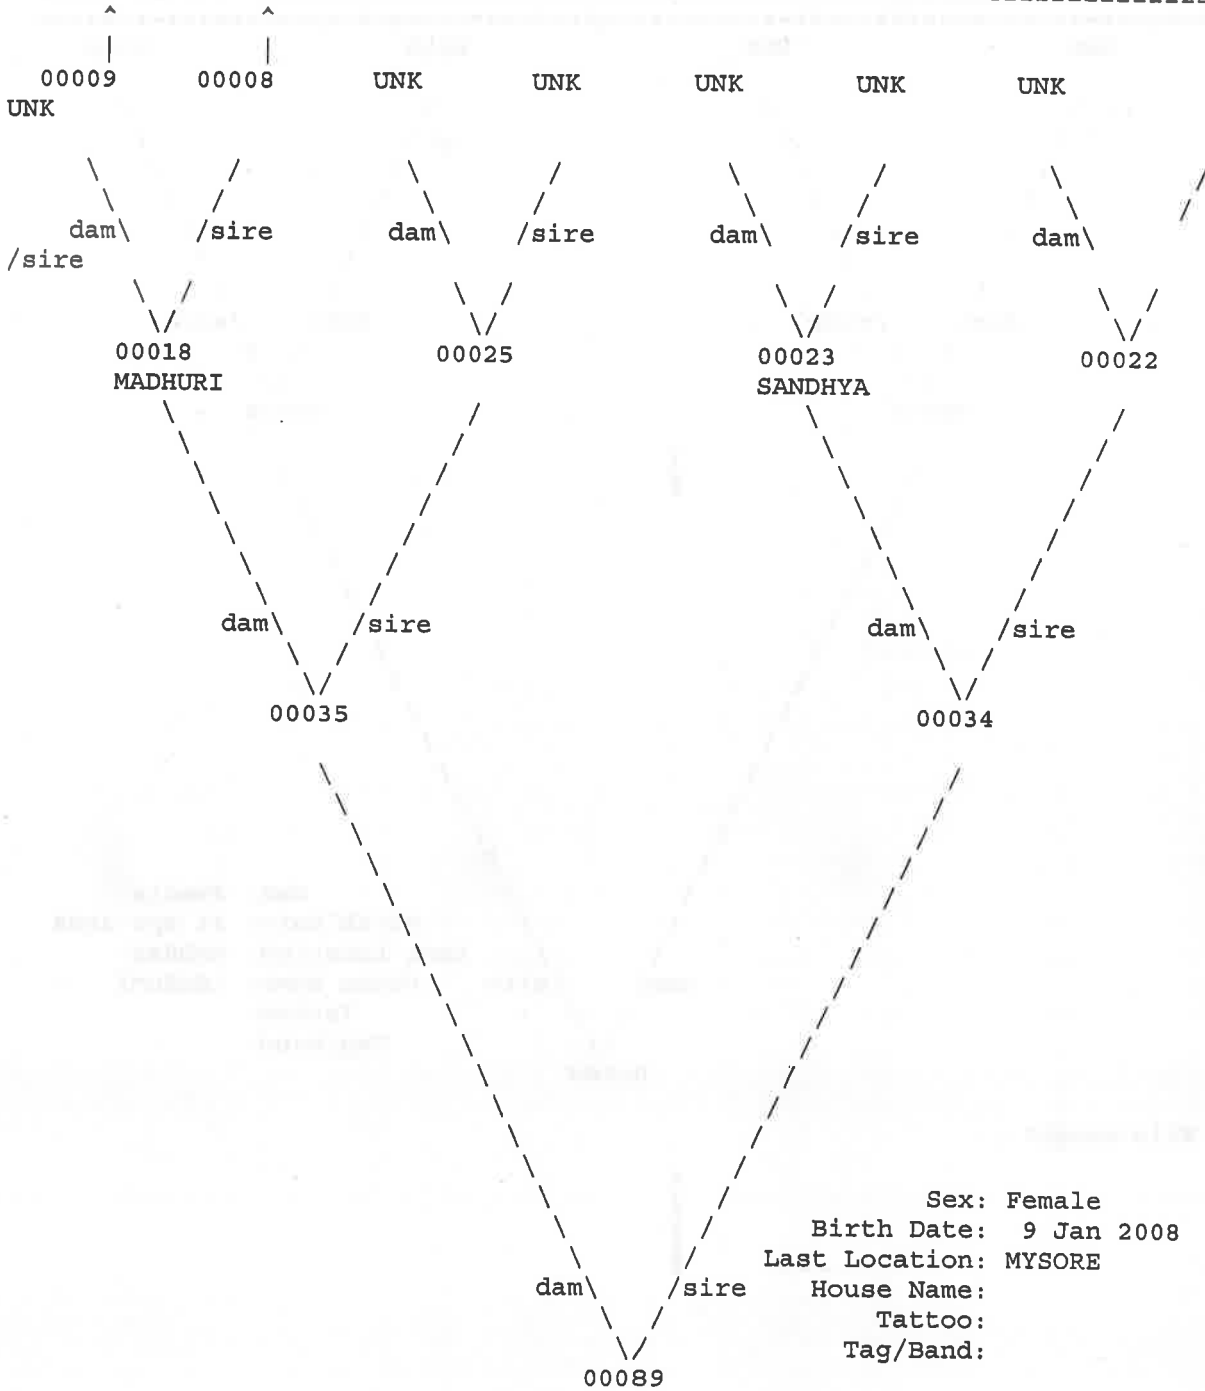 00009 00008 UNK UNK UNK UNK UNK
UNK
dam\ /sire dam\ /sire dam\ /sire dam\
/sire
00018 00025 00023 00022
MADHURI SANDHYA
dam\ /sire dam\ /sire
00035 00034
Sex: Female
Birth Date: 9 Jan 2008
Last Location: MYSORE
dam\ /sire House Name:
Tattoo:
Tag/Band:
00089